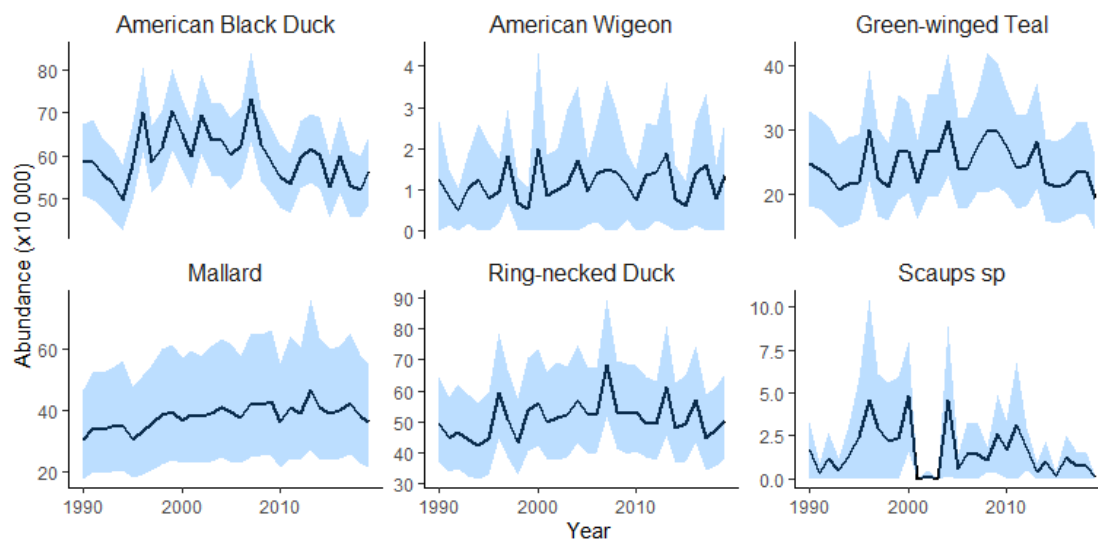 American Black Duck
American Wigeon
Green-winged Teal
80
70
60
50
4
3
2
1
0
40
30
20
Abundance (x10 000)
Mallard
Ring-necked Duck
Scaups sp
60
40
20
90
80
70
60
50
40
30
10.0
7.5
5.0
2.5
0.0
1990 2000 2010
1990 2000 2010
1990 2000 2010
Year